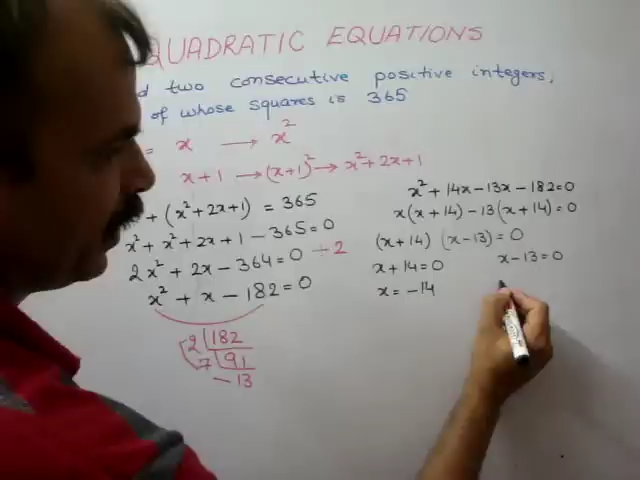 QUADRATIC EQUATIONS
d two consecutive positive integers,
of whose squares is 365
= x → x²
x + 1 → (x+1)² → x² + 2x + 1
+ (x² + 2x + 1) = 365
x² + x² + 2x + 1 - 365 = 0
2x² + 2x - 364 = 0 ÷ 2
x² + x - 182 = 0
2 | 182
7 | 91
- 13
x² + 14x - 13x - 182 = 0
x(x + 14) - 13(x + 14) = 0
(x + 14) (x - 13) = 0
x + 14 = 0 x - 13 = 0
x = - 14